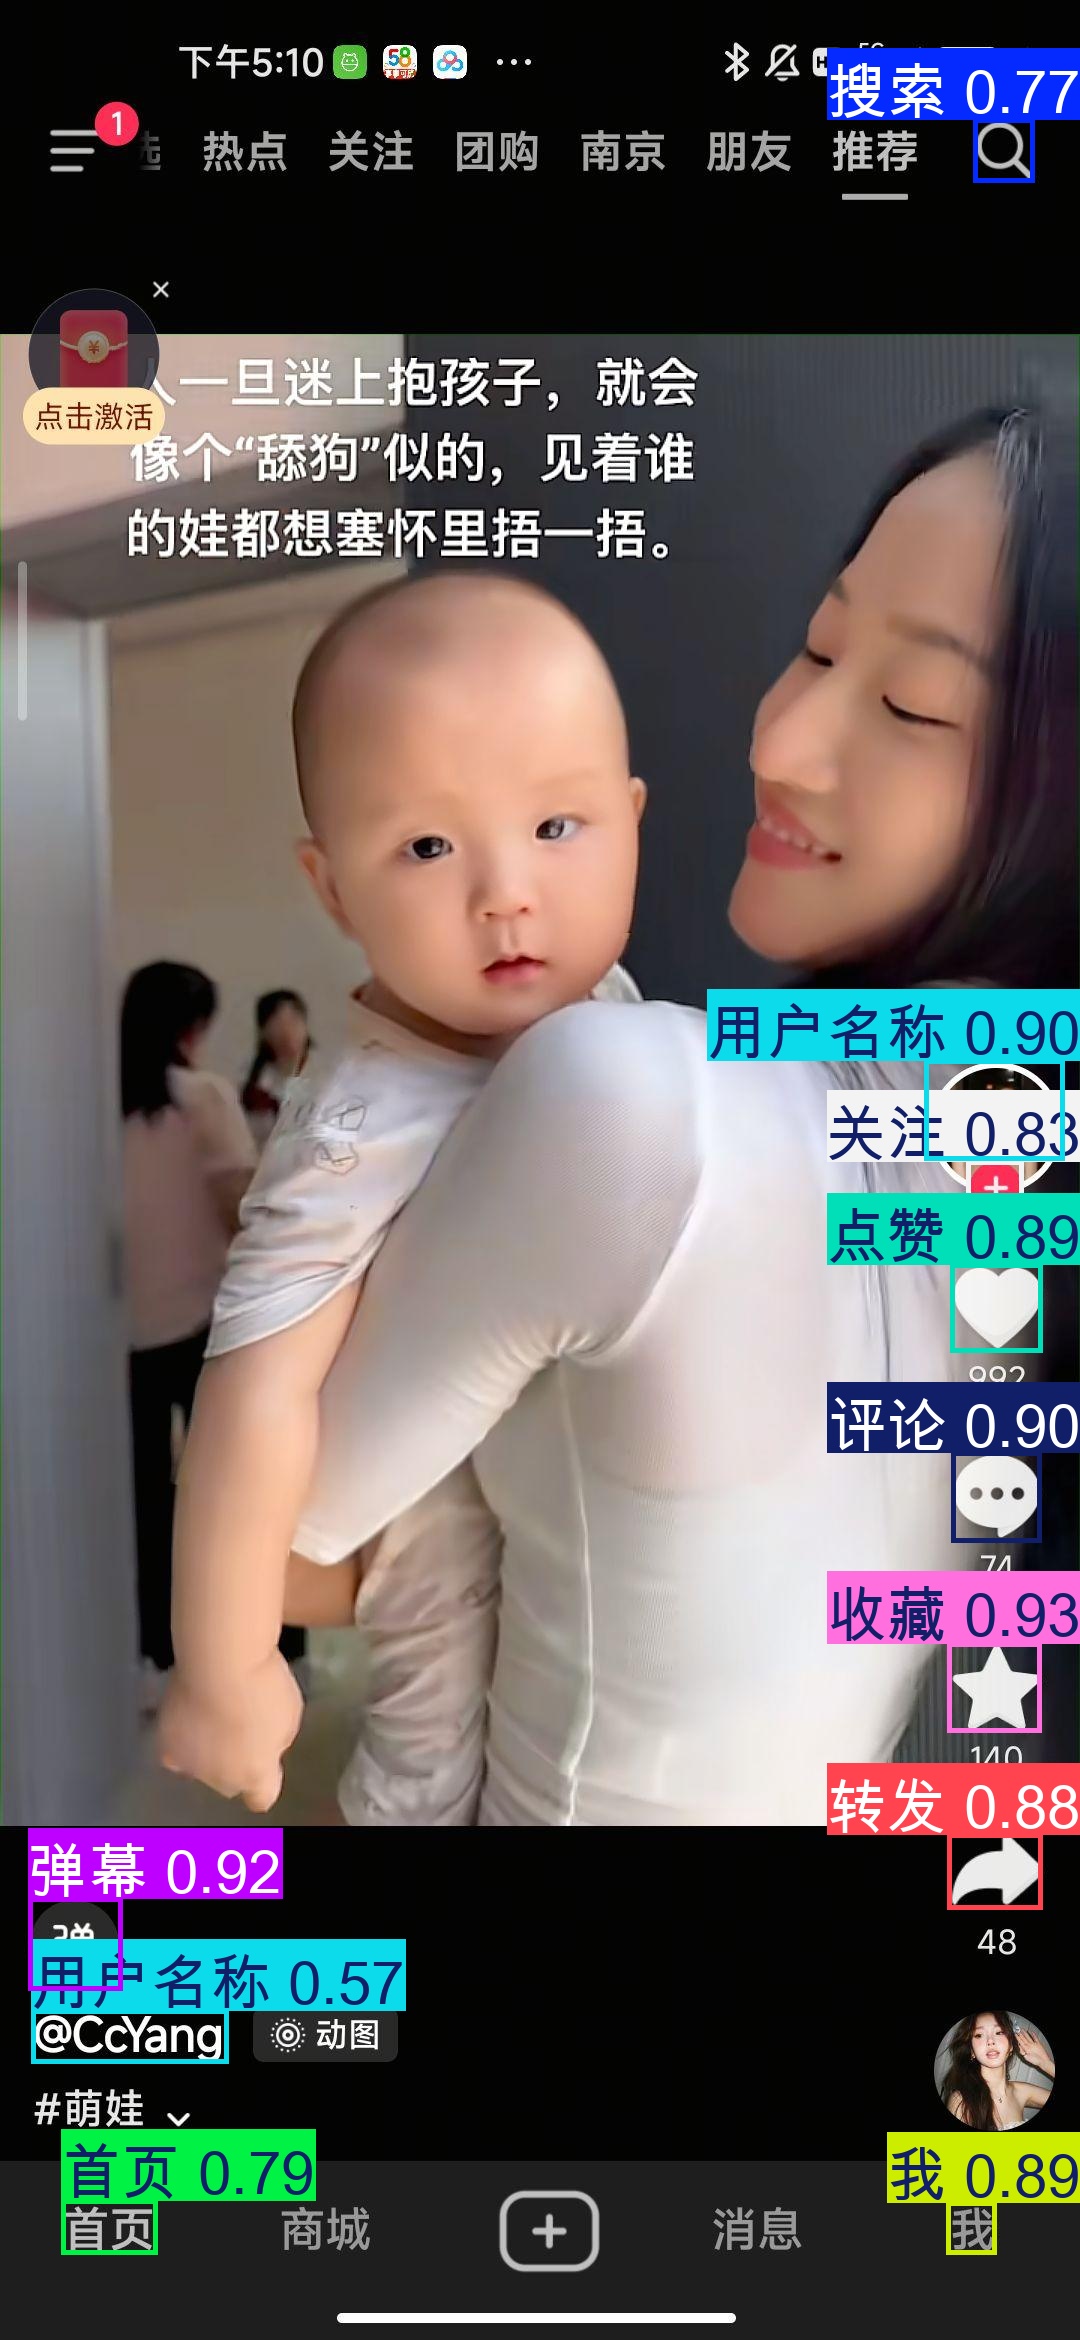 下午5:10
搜索 0.77
1
热点 关注 团购 南京 朋友 推荐
点击激活
一旦迷上抱孩子，就会
像个“舔狗”似的，见着谁
的娃都想塞怀里捂一捂。
用户名称 0.90
关注 0.83
点赞 0.89
992
评论 0.90
74
收藏 0.93
140
转发 0.88
48
弹幕 0.92
用户名称 0.57
@CcYang 动图
#萌娃
首页 0.79
我 0.89
首页 商城 消息 我